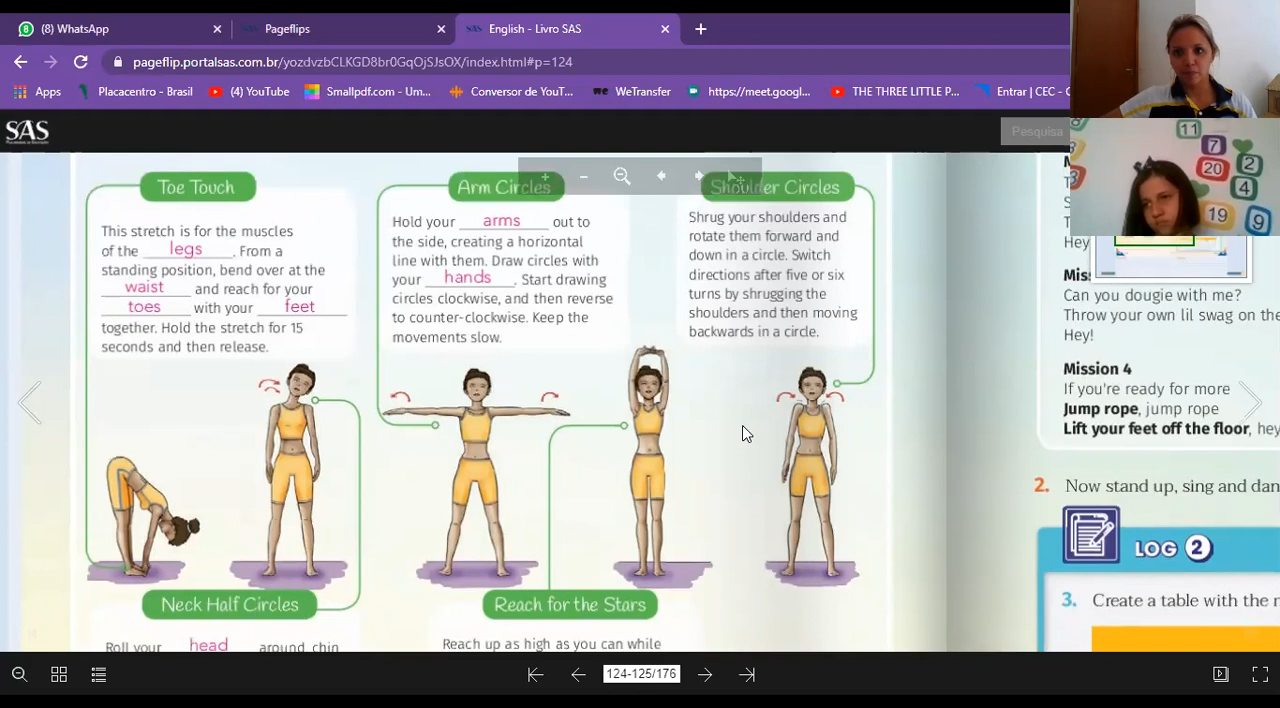 (8) WhatsApp
Pageflips
English - Livro SAS
pageflip.portalsas.com.br/yozdvzbCLKGD8br0GqOjSJsOX/index.html#p=124
Apps
Placacentro - Brasil
(4) YouTube
Smallpdf.com - Um...
Conversor de YouT...
WeTransfer
https://meet.googl...
THE THREE LITTLE P...
Entrar | CEC - C
SAS
Pesquisa
11
7
2
20
4
19
9
Toe Touch
This stretch is for the muscles
of the legs. From a
standing position, bend over at the
waist and reach for your
toes with your feet
together. Hold the stretch for 15
seconds and then release.
Arm Circles
Hold your arms out to
the side, creating a horizontal
line with them. Draw circles with
your hands. Start drawing
circles clockwise, and then reverse
to counter-clockwise. Keep the
movements slow.
Shoulder Circles
Shrug your shoulders and
rotate them forward and
down in a circle. Switch
directions after five or six
turns by shrugging the
shoulders and then moving
backwards in a circle.
Neck Half Circles
Roll your head around, chin
Reach for the Stars
Reach up as high as you can while
Hey
Can you dougie with me?
Throw your own lil swag on the
Hey!
Mission 4
If you're ready for more
Jump rope, jump rope
Lift your feet off the floor, hey
2. Now stand up, sing and dan
LOG 2
3. Create a table with the n
124-125/176